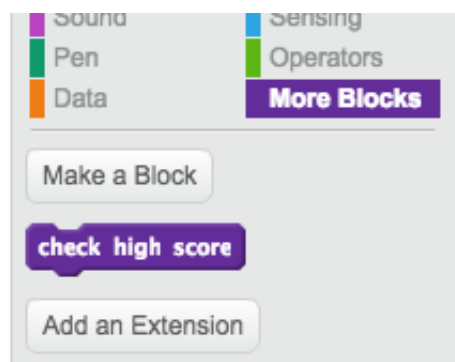 Sound Sensing
Pen Operators
Data More Blocks
Make a Block
check high score
Add an Extension